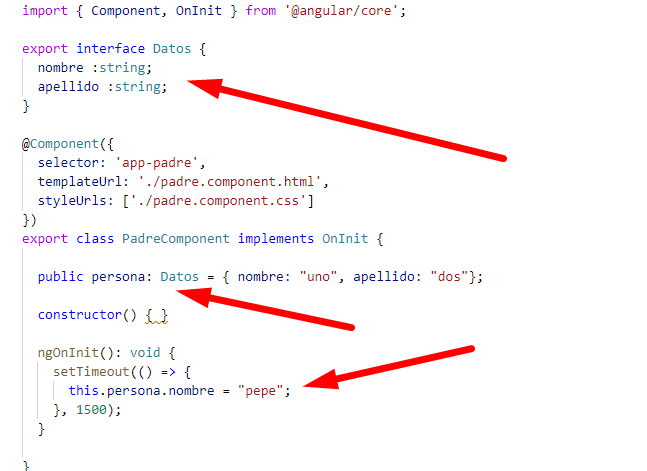 import { Component, OnInit } from '@angular/core';
export interface Datos {
nombre :string;
apellido :string;
}
@Component({
selector: 'app-padre',
templateUrl: './padre.component.html',
styleUrls: ['./padre.component.css']
})
export class PadreComponent implements OnInit {
public persona: Datos = { nombre: "uno", apellido: "dos"};
constructor() { }
ngOnInit(): void {
setTimeout(() => {
this.persona.nombre = "pepe";
}, 1500);
}
}